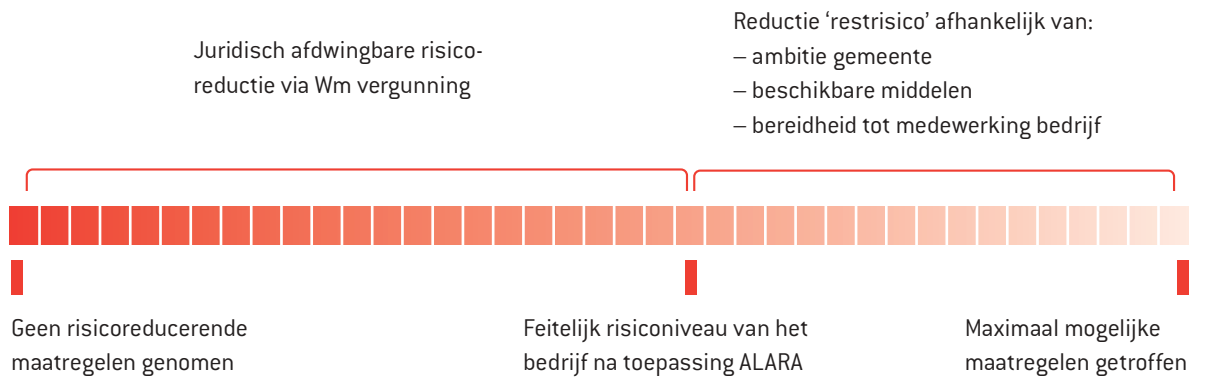 Juridisch afdwingbare risico-
reductie via Wm vergunning
Reductie ‘restrisico’ afhankelijk van:
– ambitie gemeente
– beschikbare middelen
– bereidheid tot medewerking bedrijf
Geen risicoreducerende
maatregelen genomen
Feitelijk risiconiveau van het
bedrijf na toepassing ALARA
Maximaal mogelijke
maatregelen getroffen